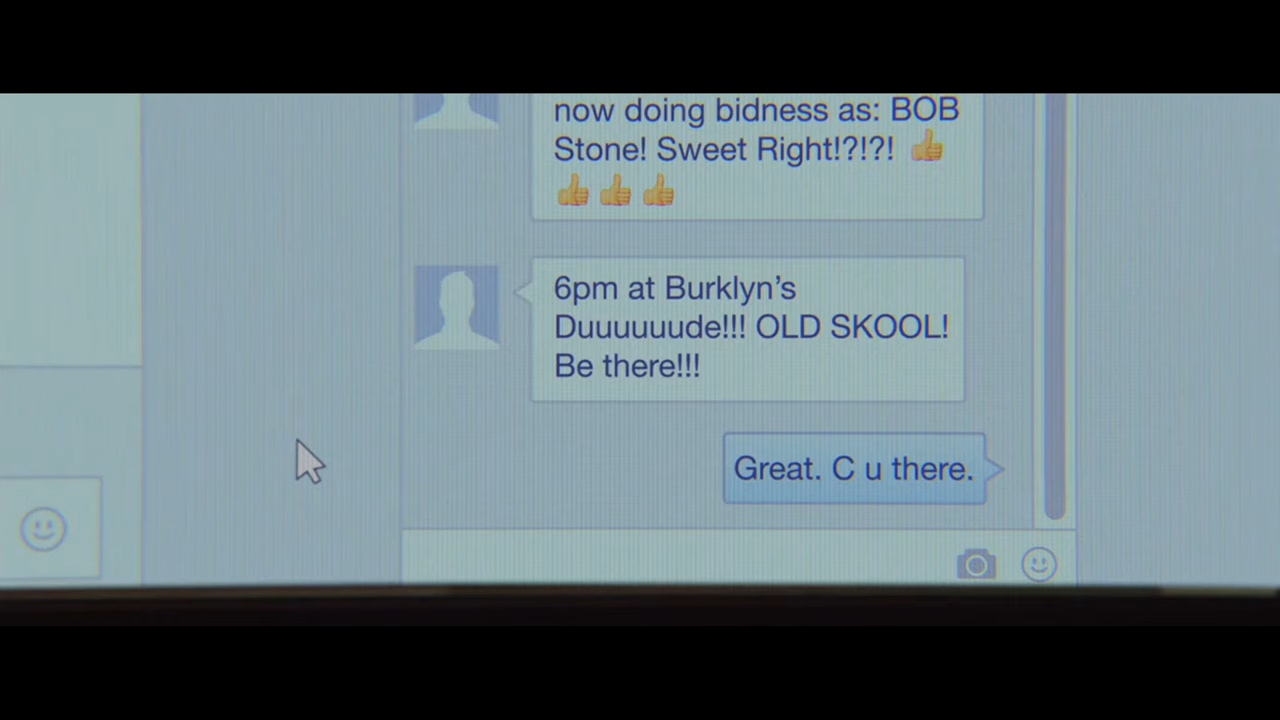 now doing bidness as: BOB
Stone! Sweet Right!?!?! 👍
👍 👍 👍
6pm at Burklyn’s
Duuuuuude!!! OLD SKOOL!
Be there!!!
Great. C u there.